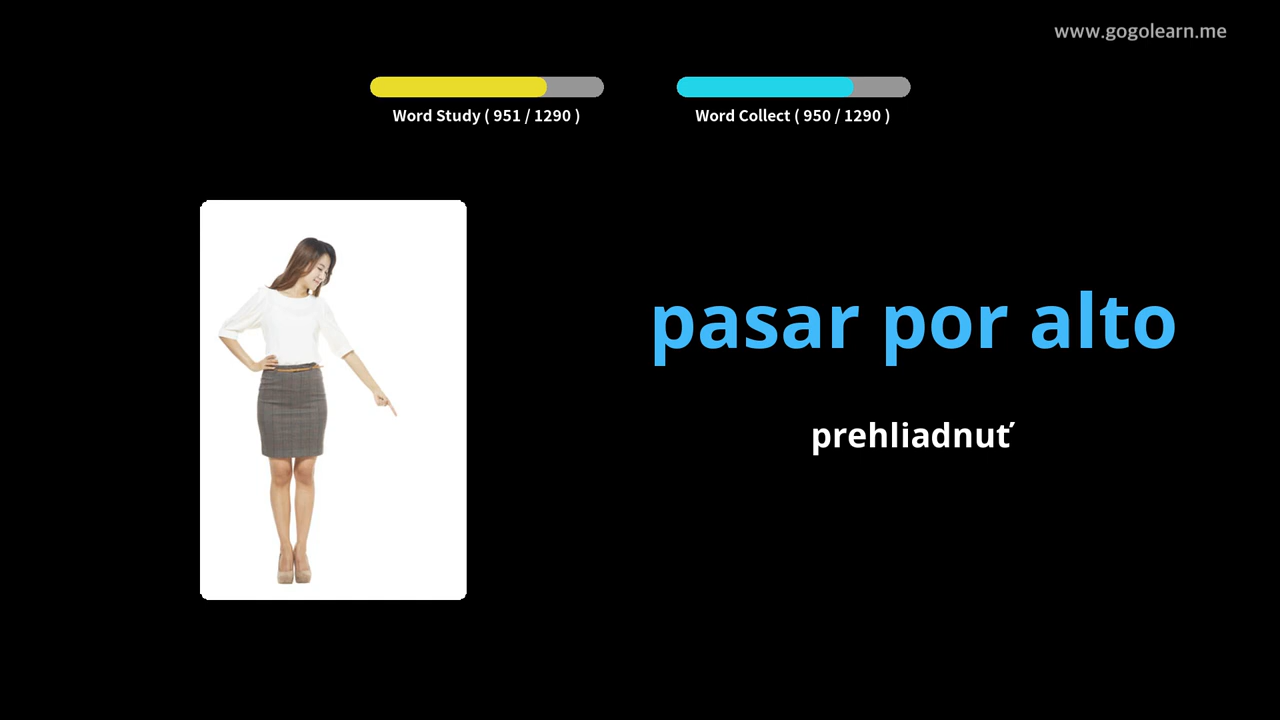 www.gogolearn.me
Word Study ( 951 / 1290 )
Word Collect ( 950 / 1290 )
pasar por alto
prehliadnuť